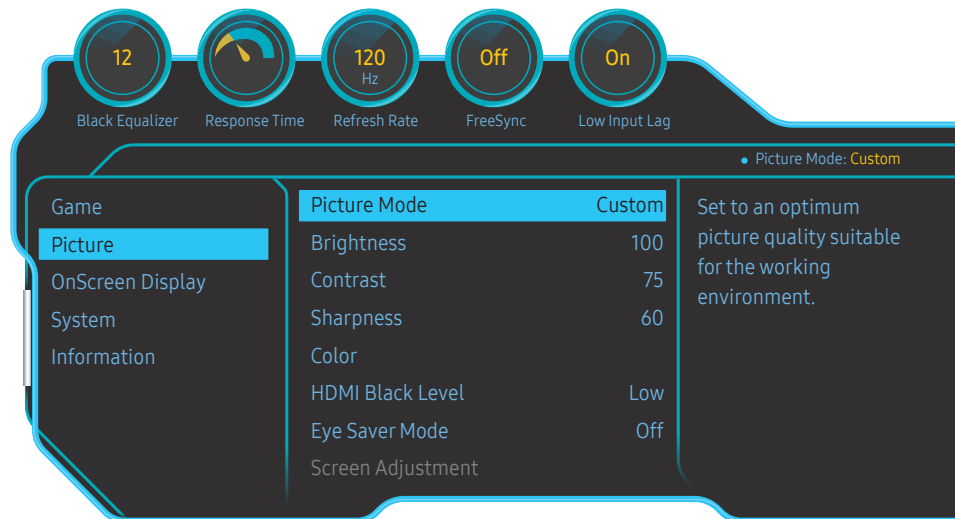 12
120
Hz
Off
On
Black Equalizer
Response Time
Refresh Rate
FreeSync
Low Input Lag
• Picture Mode: Custom
Game
Picture
OnScreen Display
System
Information
Picture Mode Custom
Brightness 100
Contrast 75
Sharpness 60
Color
HDMI Black Level Low
Eye Saver Mode Off
Screen Adjustment
Set to an optimum
picture quality suitable
for the working
environment.